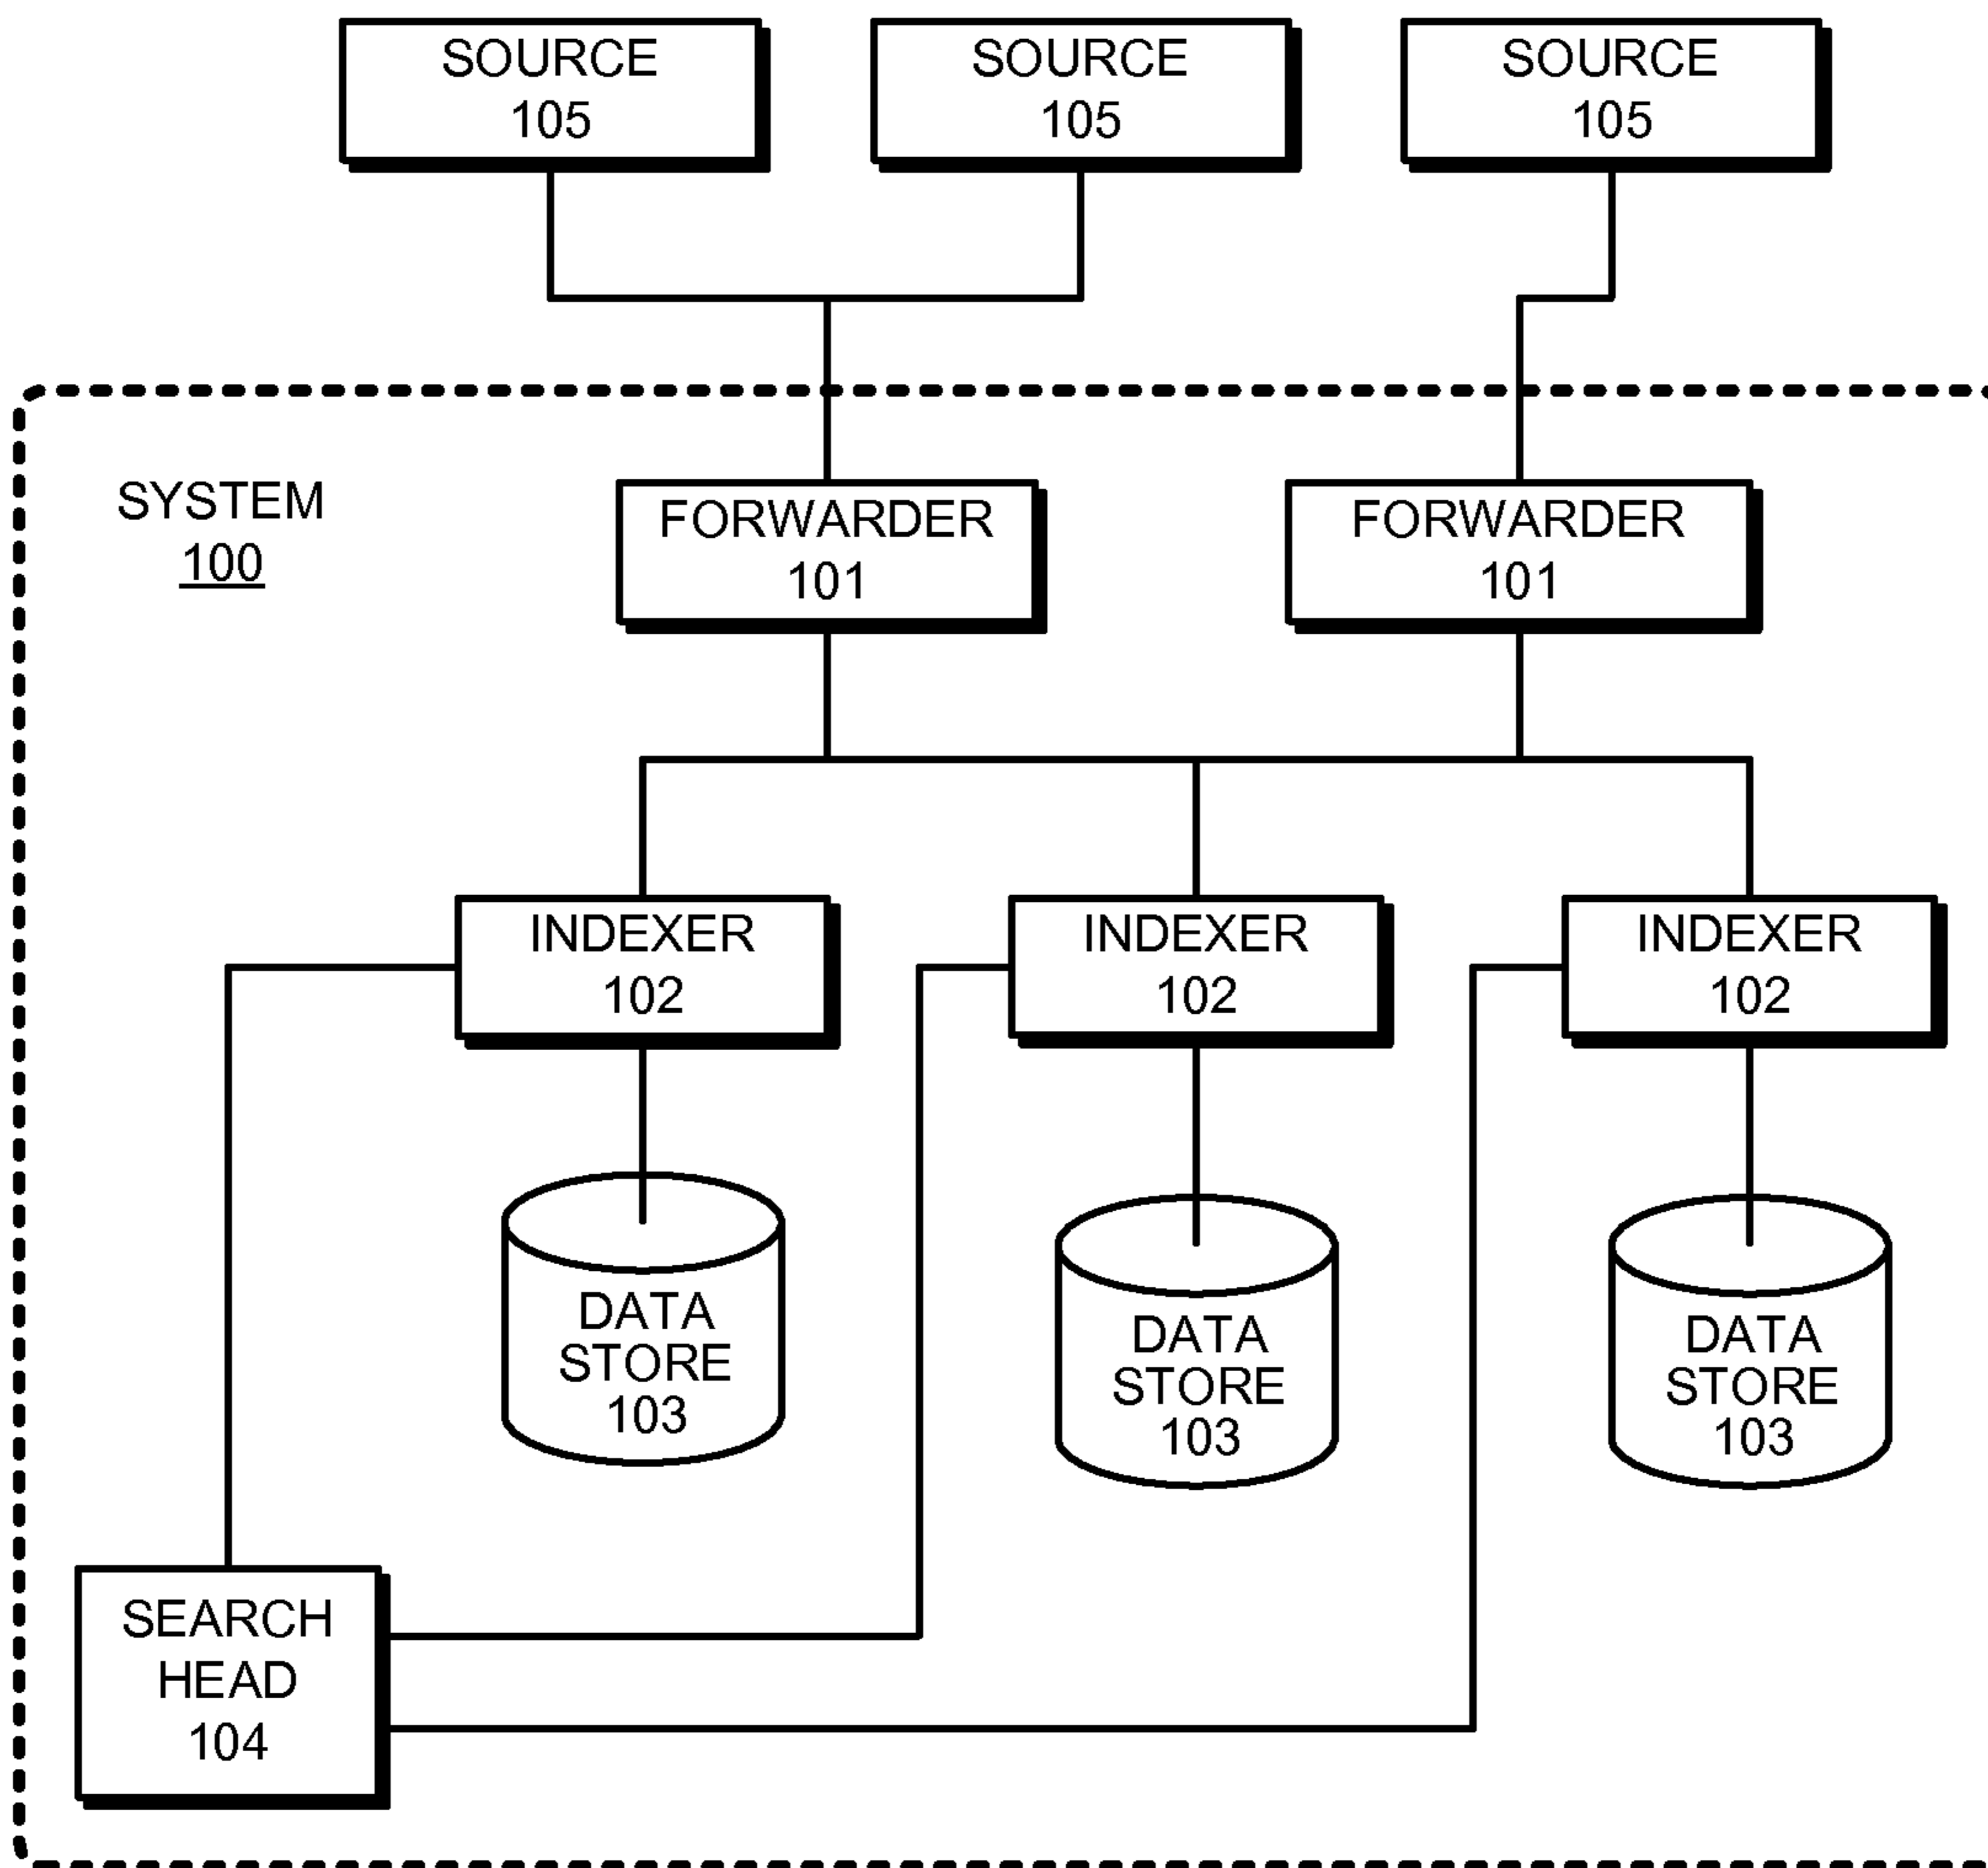 SOURCE
105
SOURCE
105
SOURCE
105
SYSTEM
100
FORWARDER
101
FORWARDER
101
INDEXER
102
INDEXER
102
INDEXER
102
DATA
STORE
103
DATA
STORE
103
DATA
STORE
103
SEARCH
HEAD
104